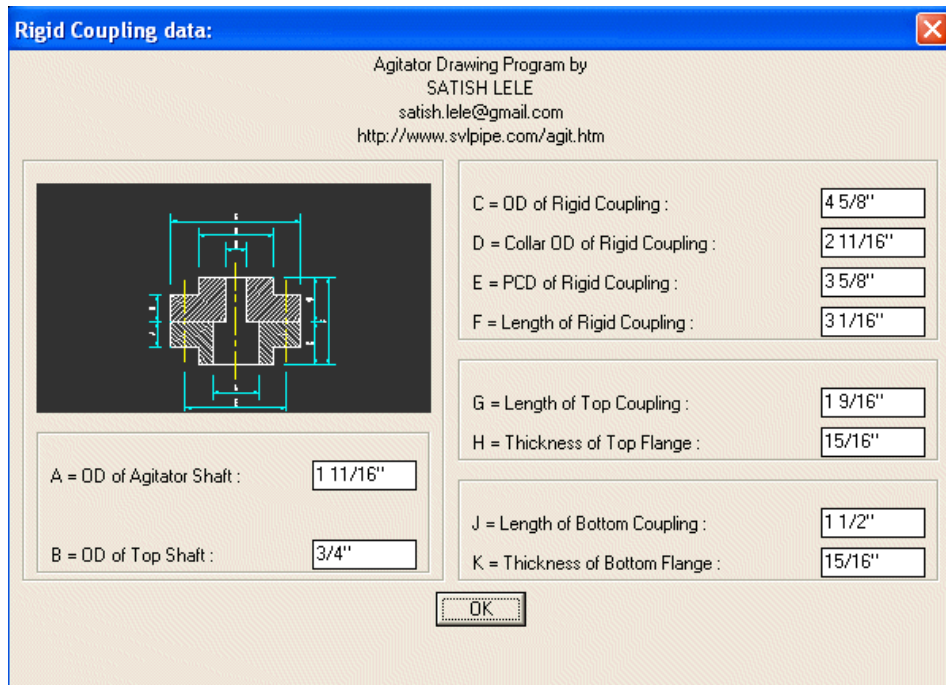 Rigid Coupling data:
Agitator Drawing Program by
SATISH LELE
satish.lele@gmail.com
http://www.svlpipe.com/agit.htm
A = OD of Agitator Shaft : 1 11/16"
B = OD of Top Shaft : 3/4"
C = OD of Rigid Coupling : 4 5/8"
D = Collar OD of Rigid Coupling : 2 11/16"
E = PCD of Rigid Coupling : 3 5/8"
F = Length of Rigid Coupling : 3 1/16"
G = Length of Top Coupling : 1 9/16"
H = Thickness of Top Flange : 15/16"
J = Length of Bottom Coupling : 1 1/2"
K = Thickness of Bottom Flange : 15/16"
OK